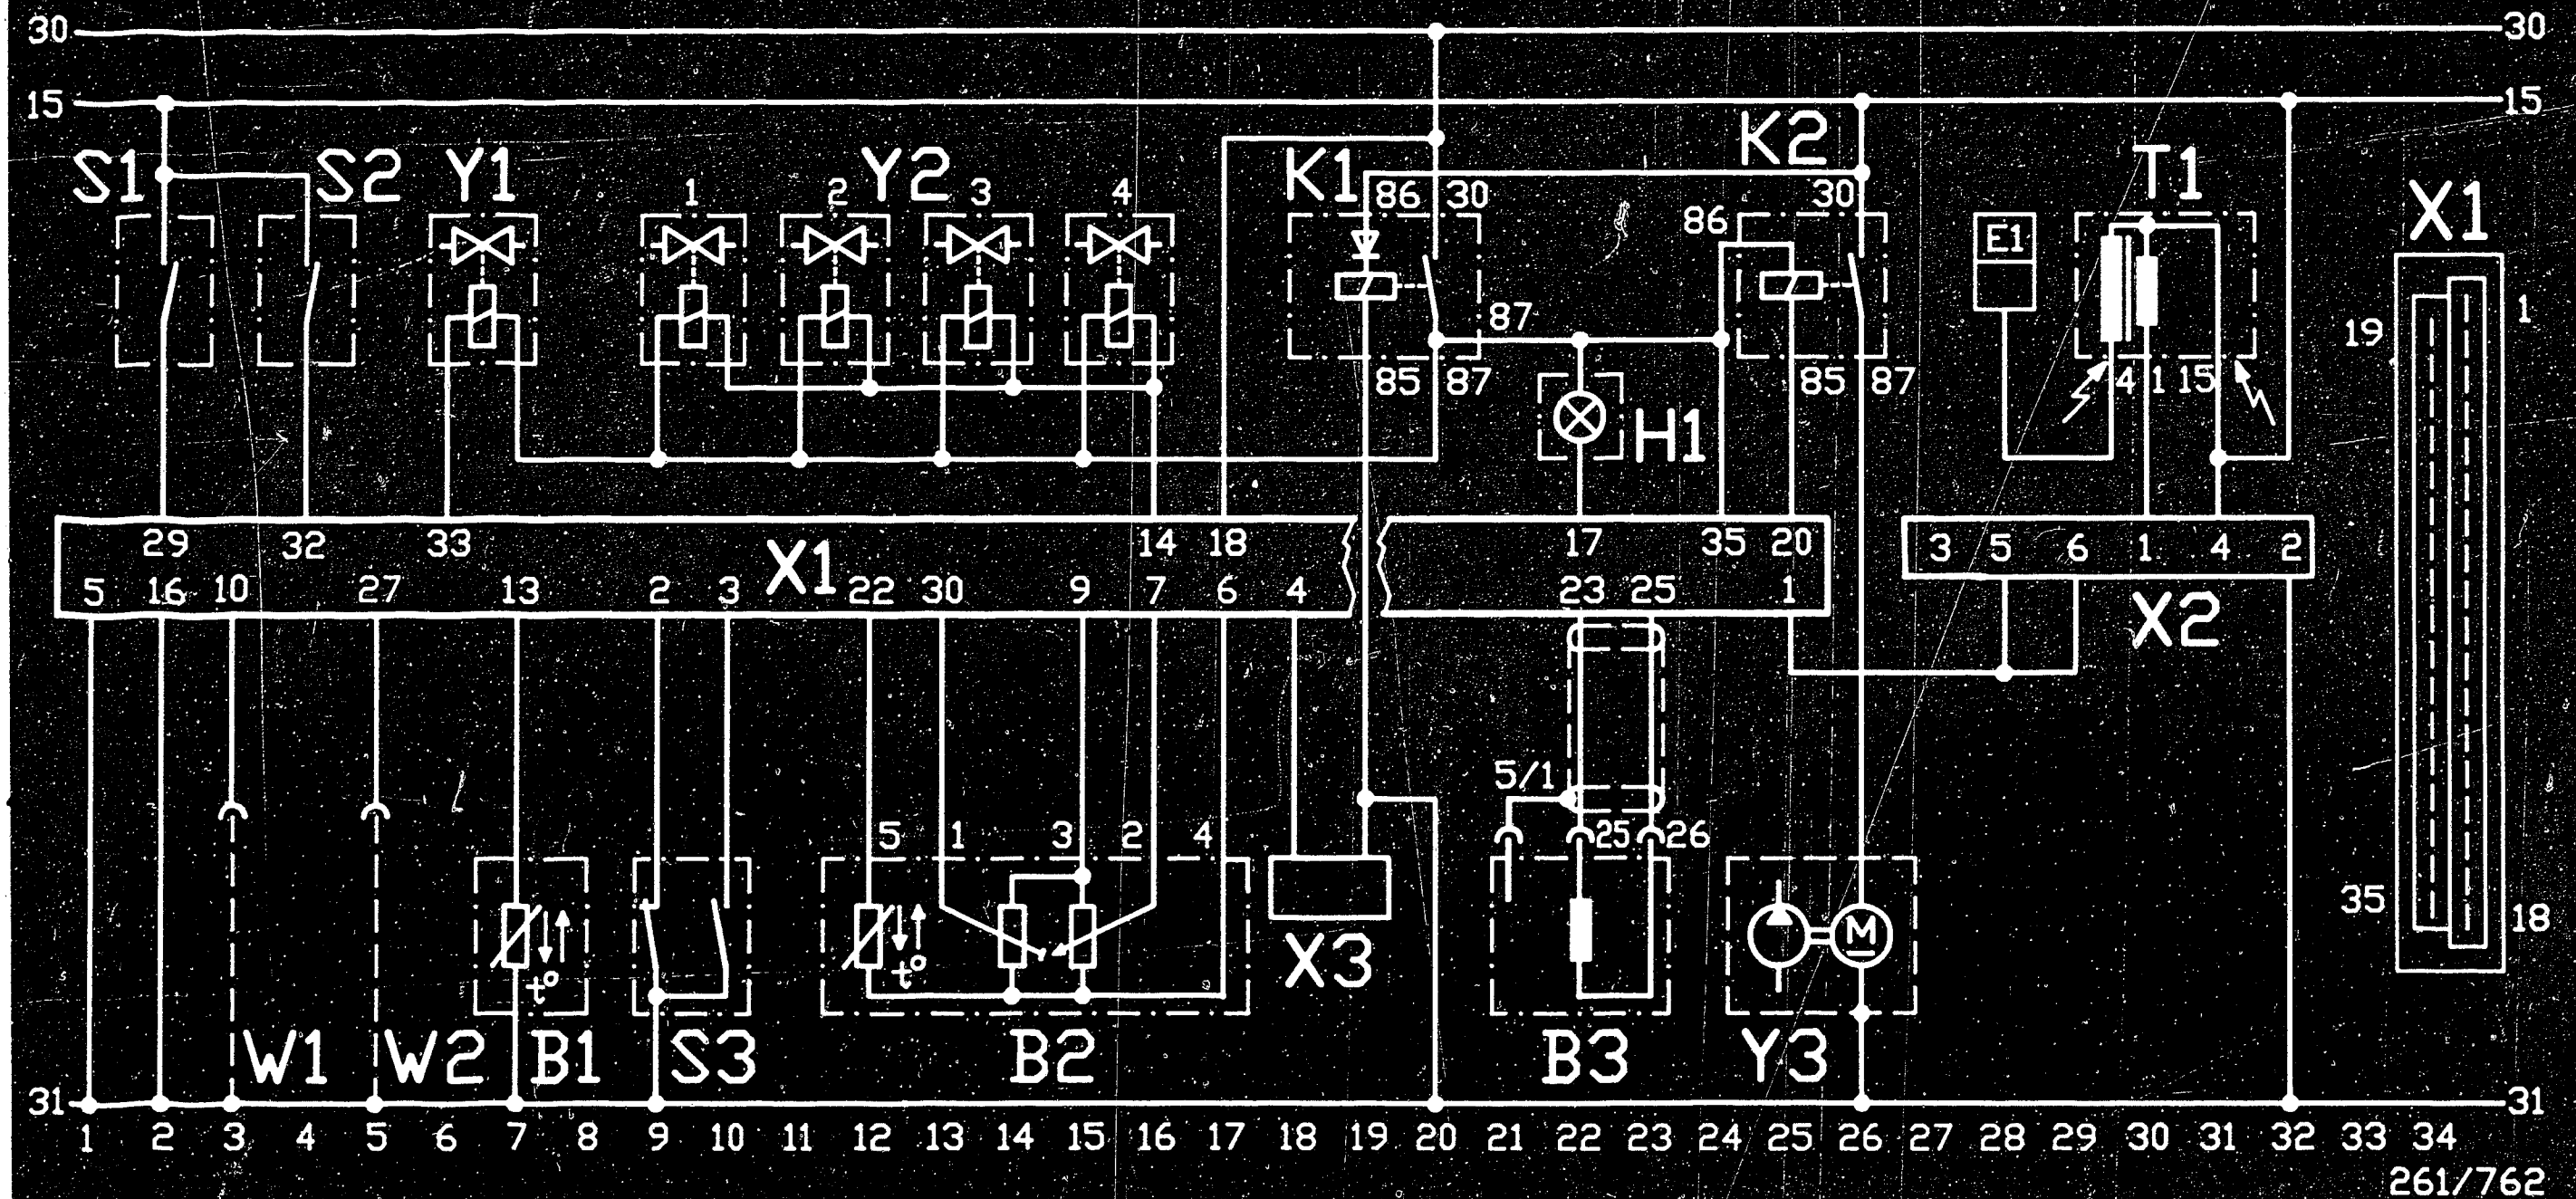 30 30
15 15
S1 S2 Y1 1 2 Y2 3 4 K1 86 30 K2 30 T1 X1
86 E1
19 1
87
85 87 85 87 4 1 15
H1
29 32 33 14 18 17 35 20 3 5 6 1 4 2
5 16 10 27 13 2 3 X1 22 30 9 7 6 4 23 25 1
X2
5/1
5 1 3 2 4 25 26
35 18
M
t° t° X3
W1 W2 B1 S3 B2 B3 Y3
31 31
1 2 3 4 5 6 7 8 9 10 11 12 13 14 15 16 17 18 19 20 21 22 23 24 25 26 27 28 29 30 31 32 33 34
261/762